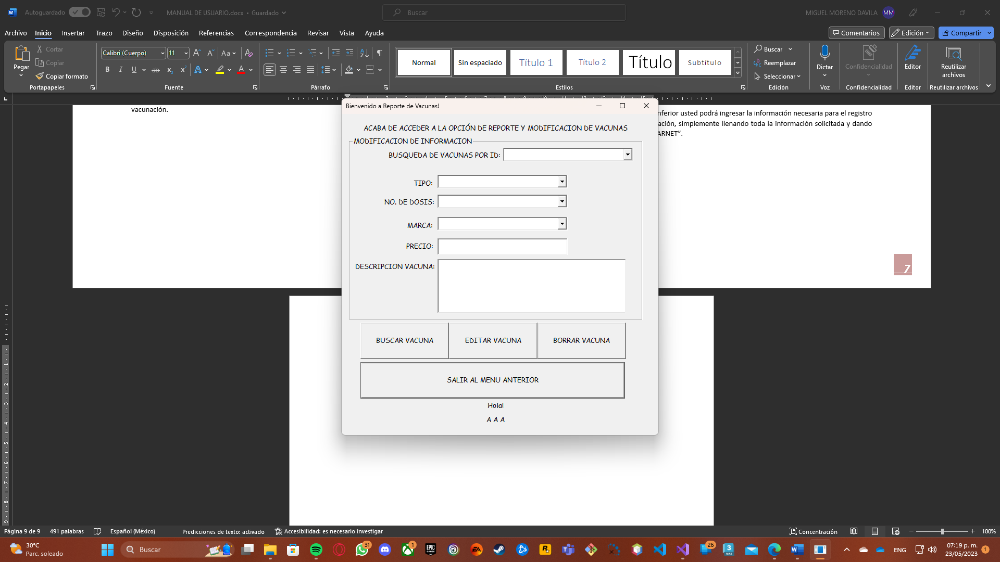 Autoguardado
MANUAL DE USUARIO.docx • Guardado
Buscar
MIGUEL MORENO DAVILA
MM
Archivo Inicio Insertar Trazo Diseño Disposición Referencias Correspondencia Revisar Vista Ayuda
Comentarios
Edición
Compartir
Pegar
Cortar
Copiar
Copiar formato
Portapapeles
Calibri (Cuerpo) 11
Fuente
Párrafo
Normal
Sin espaciado
Título 1
Título 2
Título
Subtítulo
Estilos
Buscar
Reemplazar
Seleccionar
Edición
Dictar
Voz
Confidencialidad
Confidencialidad
Editor
Editor
Reutilizar
archivos
Reutilizar archivos
vacunación.
nferior usted podrá ingresar la información necesaria para el registro
ación, simplemente llenando toda la información solicitada y dando
ARNET”.
7
Bienvenido a Reporte de Vacunas!
ACABA DE ACCEDER A LA OPCIÓN DE REPORTE Y MODIFICACION DE VACUNAS
MODIFICACION DE INFORMACION
BUSQUEDA DE VACUNAS POR ID:
TIPO:
NO. DE DOSIS:
MARCA:
PRECIO:
DESCRIPCION VACUNA:
BUSCAR VACUNA
EDITAR VACUNA
BORRAR VACUNA
SALIR AL MENU ANTERIOR
Hola!
A A A
Página 9 de 9
491 palabras
Español (México)
Predicciones de texto: activado
Accesibilidad: es necesario investigar
Concentración
100%
30°C
Parc. soleado
Buscar
31
1
26
ENG
07:19 p. m.
23/05/2023
1